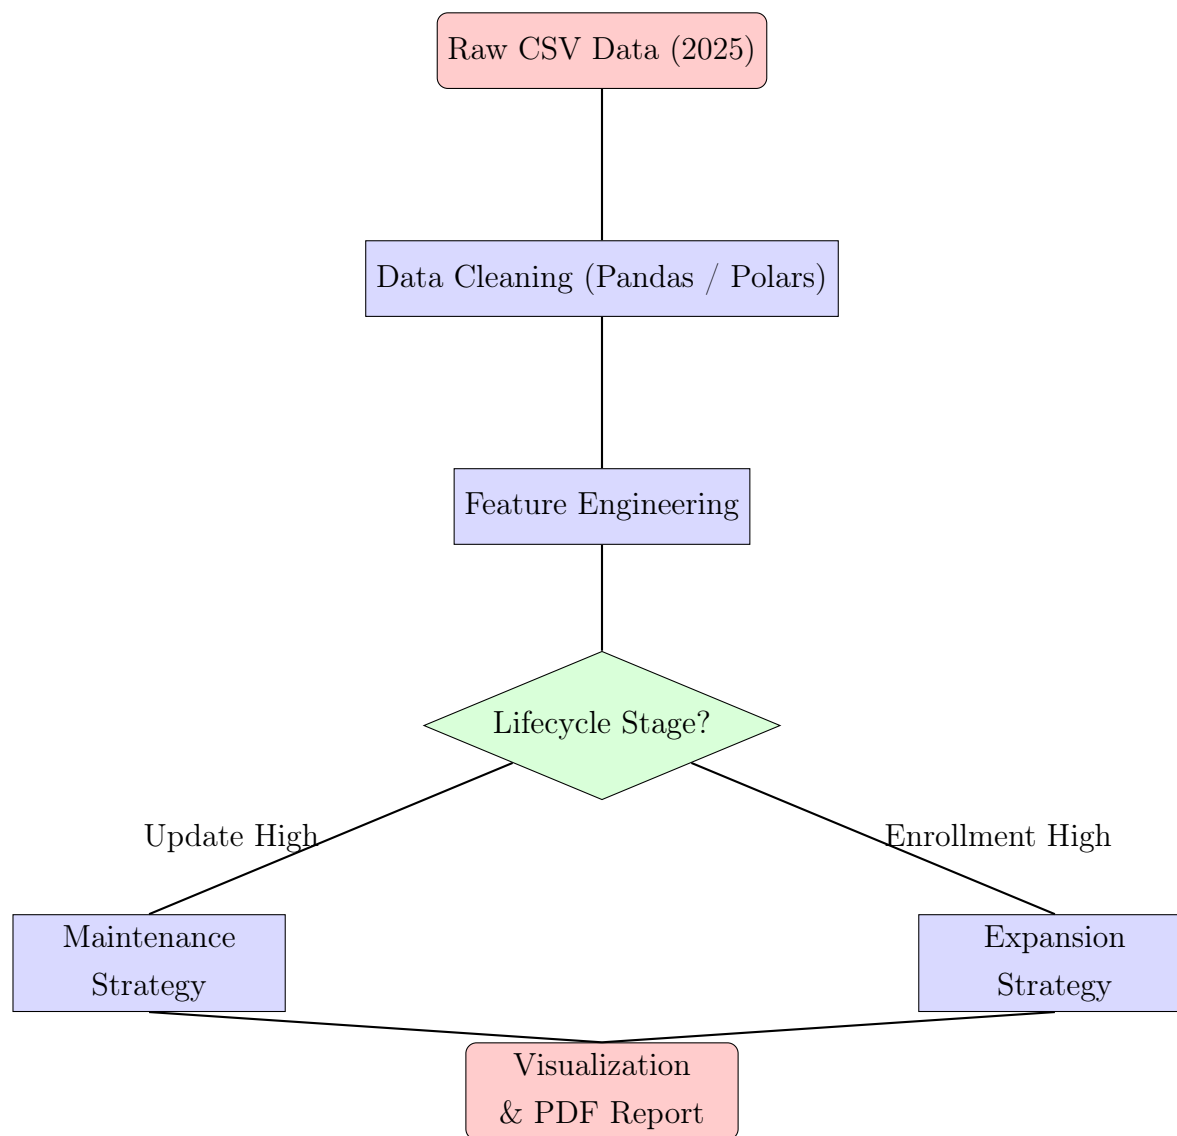 Raw CSV Data (2025)
Data Cleaning (Pandas / Polars)
Feature Engineering
Lifecycle Stage?
Update High
Enrollment High
Maintenance
Strategy
Expansion
Strategy
Visualization
& PDF Report